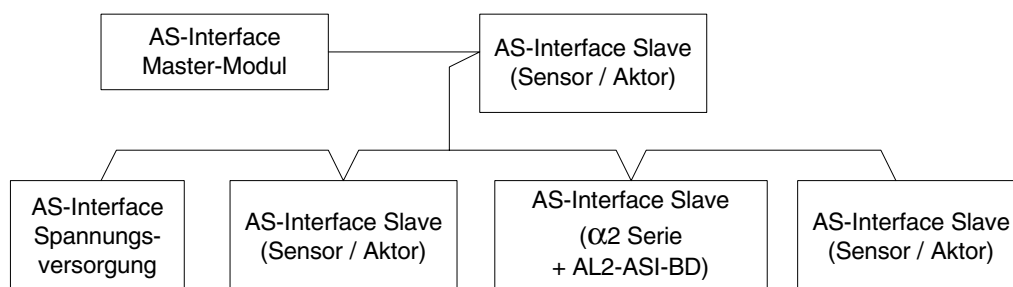 AS-Interface
Master-Modul
AS-Interface Slave
(Sensor / Aktor)
AS-Interface
Spannungs-
versorgung
AS-Interface Slave
(Sensor / Aktor)
AS-Interface Slave
(α2 Serie
+ AL2-ASI-BD)
AS-Interface Slave
(Sensor / Aktor)